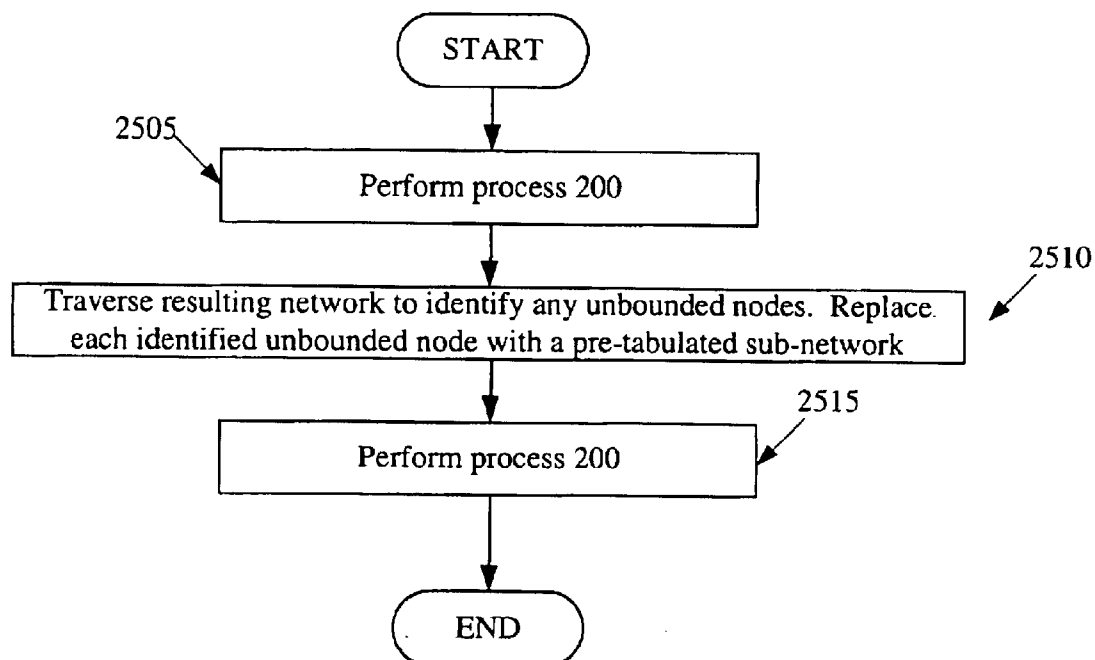 START
2505
Perform process 200
2510
Traverse resulting network to identify any unbounded nodes. Replace
each identified unbounded node with a pre-tabulated sub-network
2515
Perform process 200
END